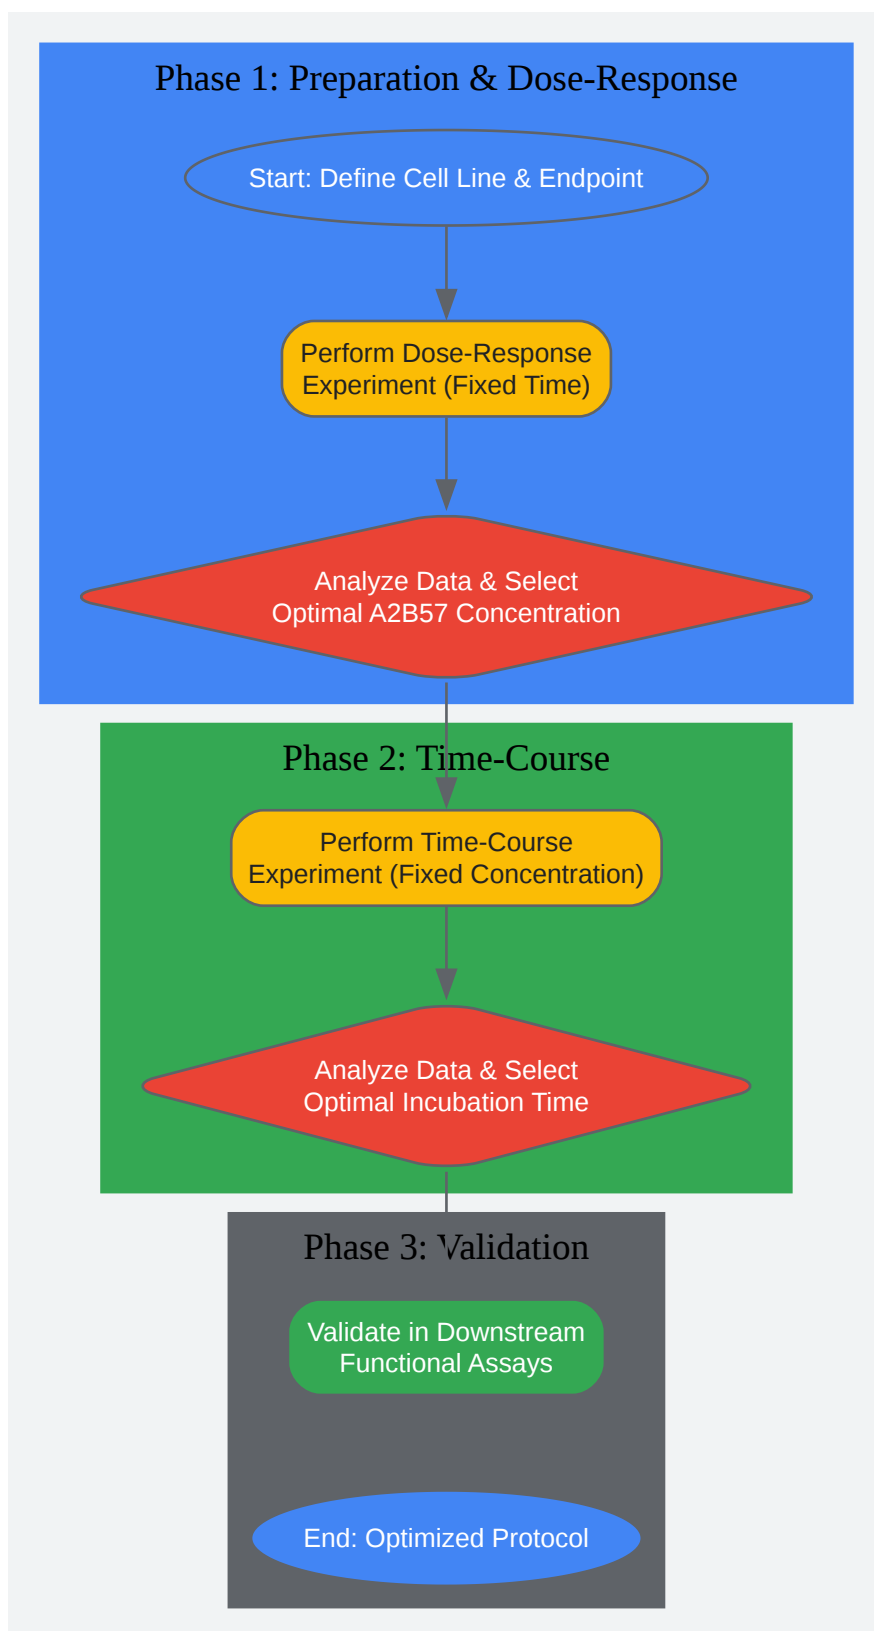 Phase 1: Preparation & Dose-Response
Start: Define Cell Line & Endpoint
Perform Dose-Response
Experiment (Fixed Time)
Analyze Data & Select
Optimal A2B57 Concentration
Phase 2: Time-Course
Perform Time-Course
Experiment (Fixed Concentration)
Analyze Data & Select
Optimal Incubation Time
Phase 3: Validation
Validate in Downstream
Functional Assays
End: Optimized Protocol